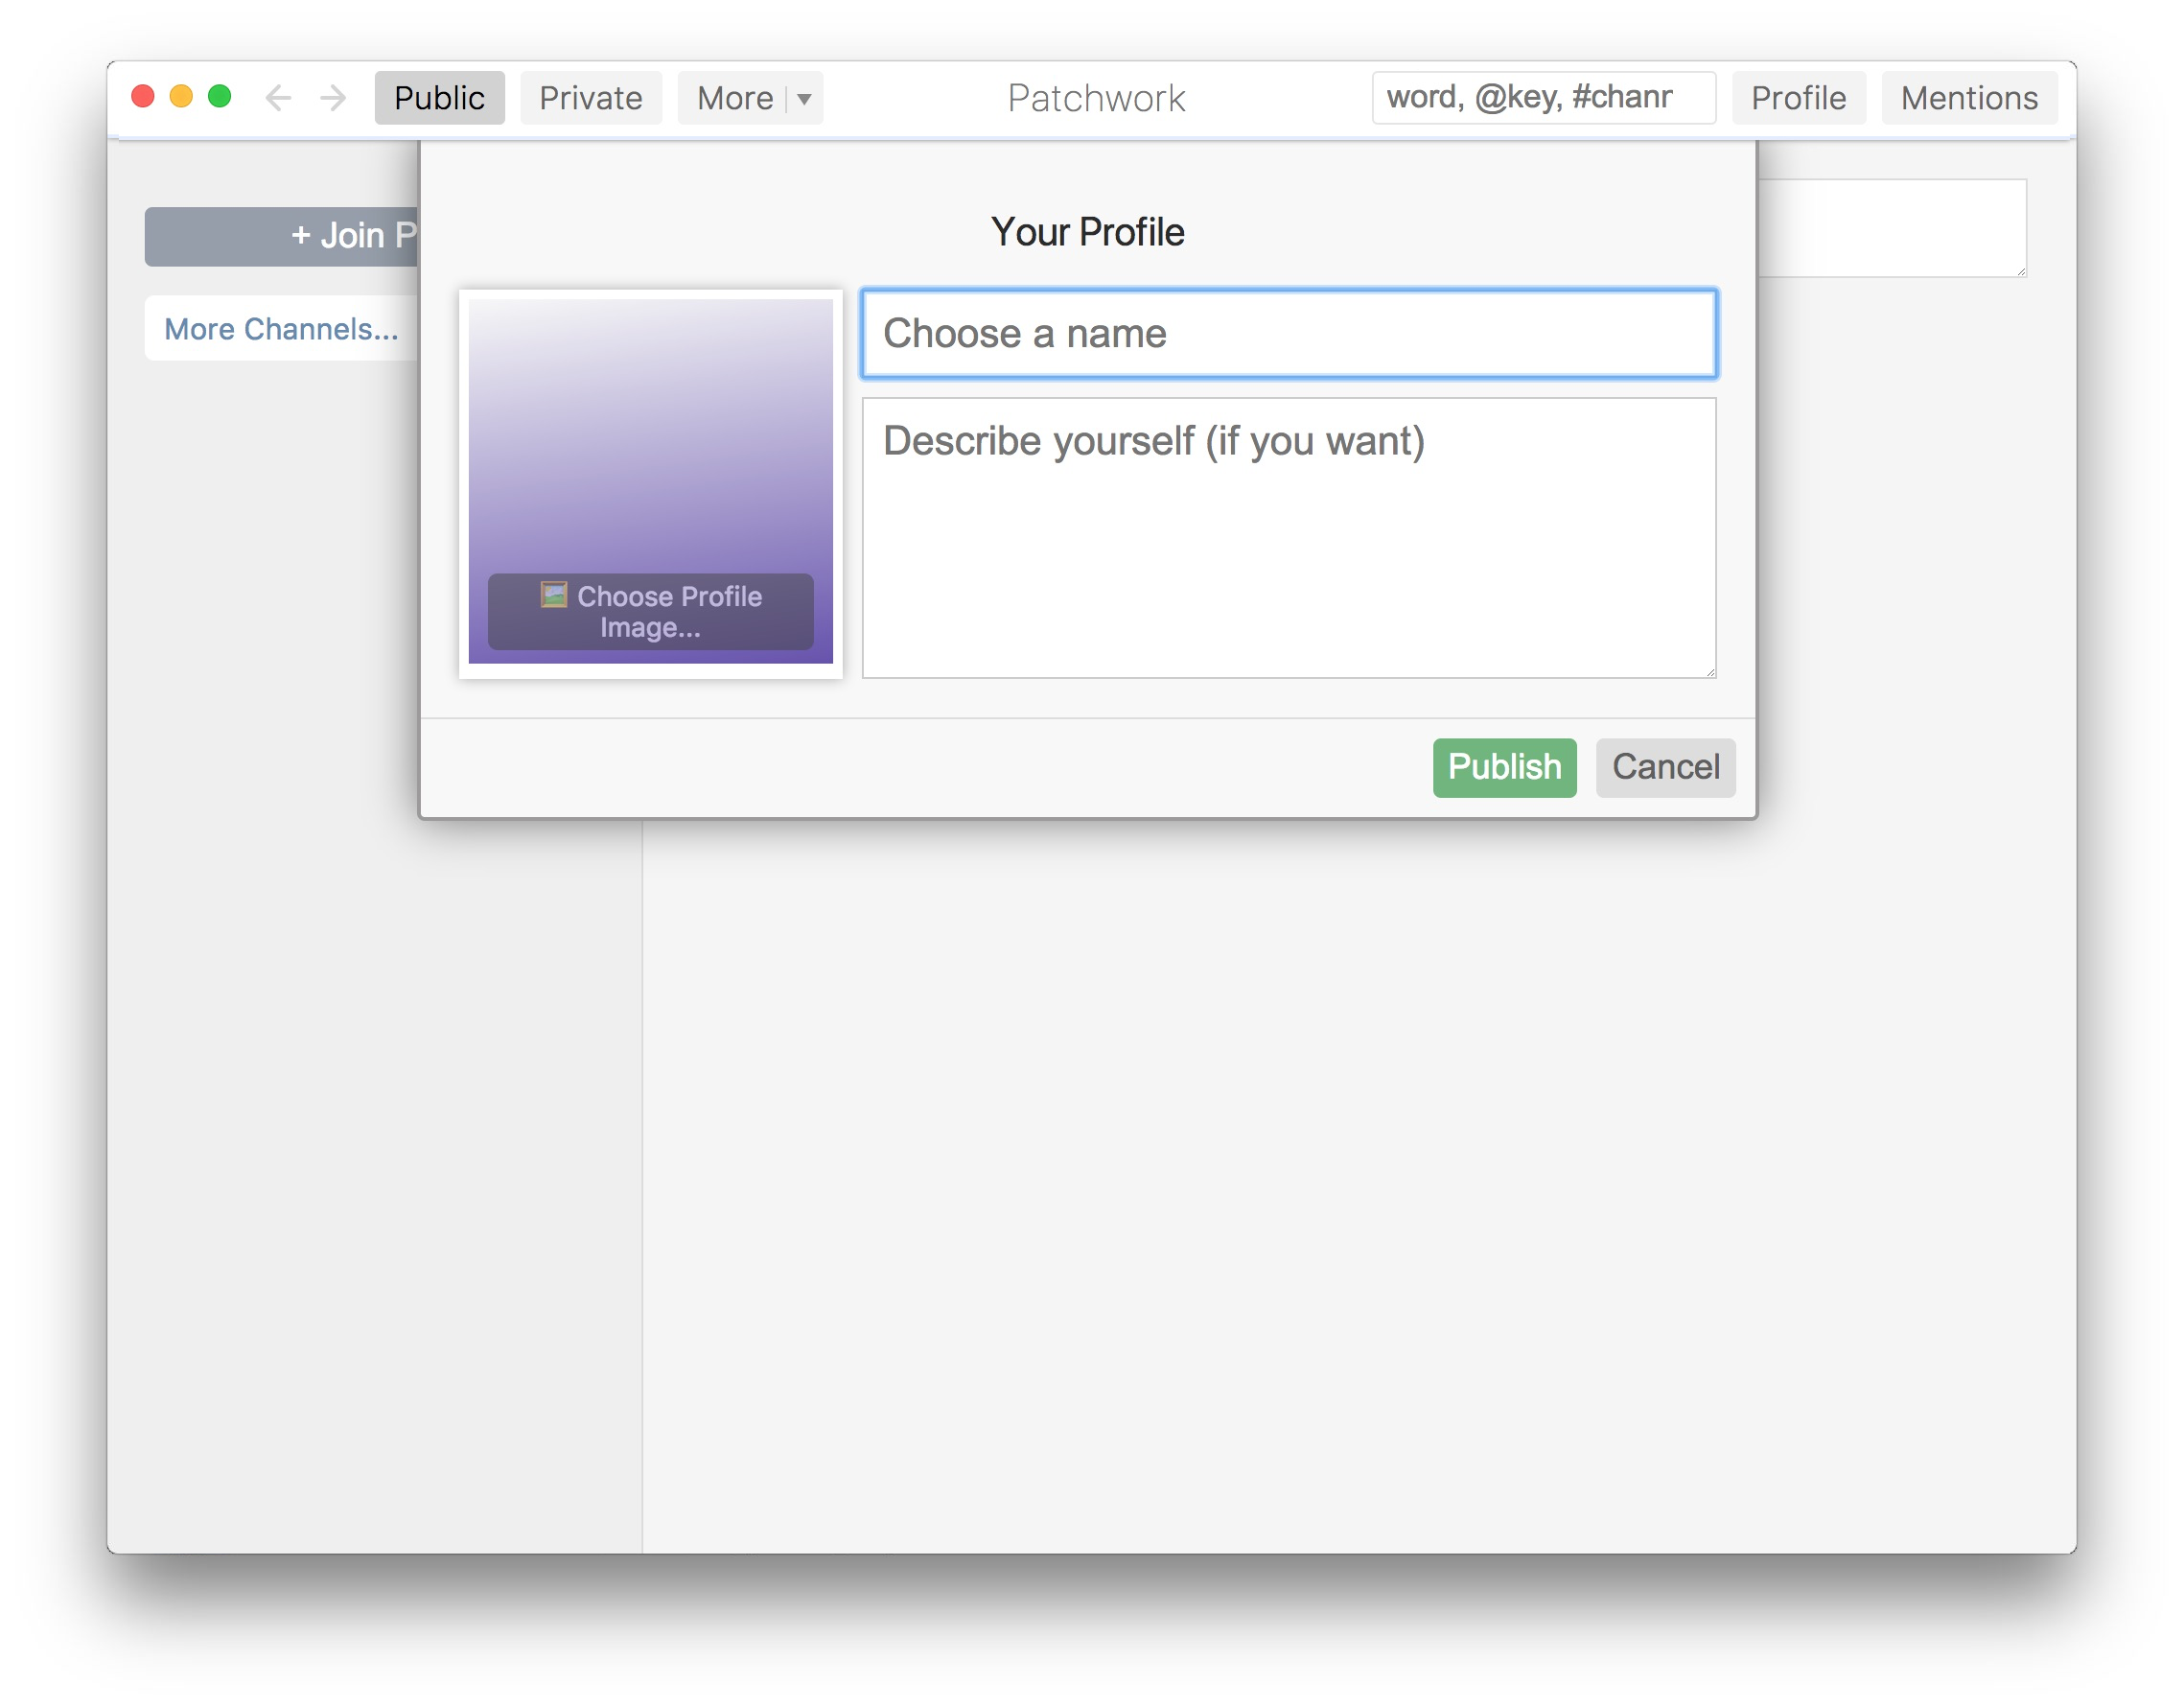 Public Private More Patchwork word, @key, #chanr Profile Mentions
+ Join P
More Channels...
Your Profile
Choose a name
Describe yourself (if you want)
Choose Profile
Image...
Publish Cancel